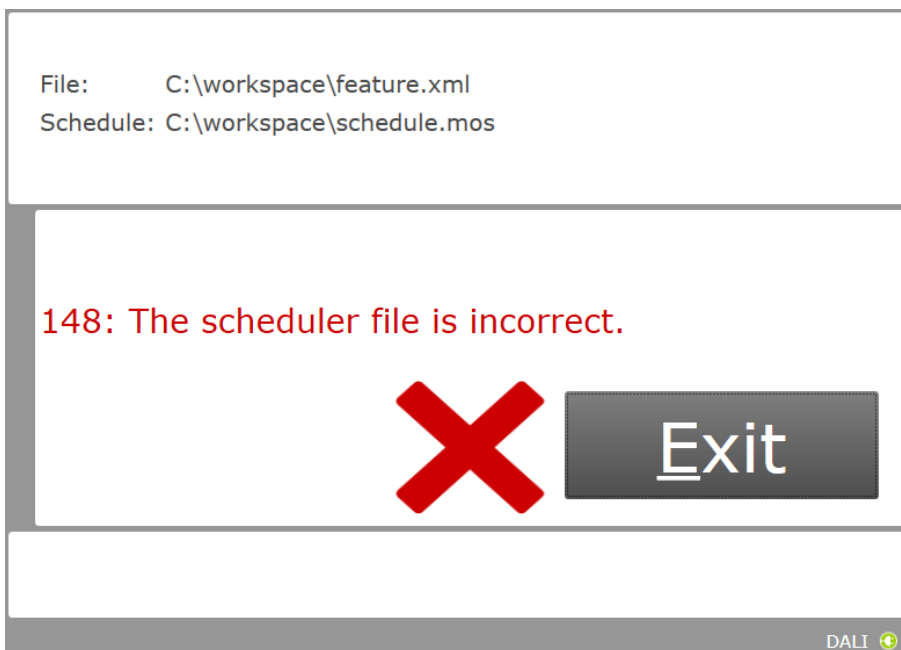 File: C:\workspace\feature.xml
Schedule: C:\workspace\schedule.mos
148: The scheduler file is incorrect.
Exit
DALI